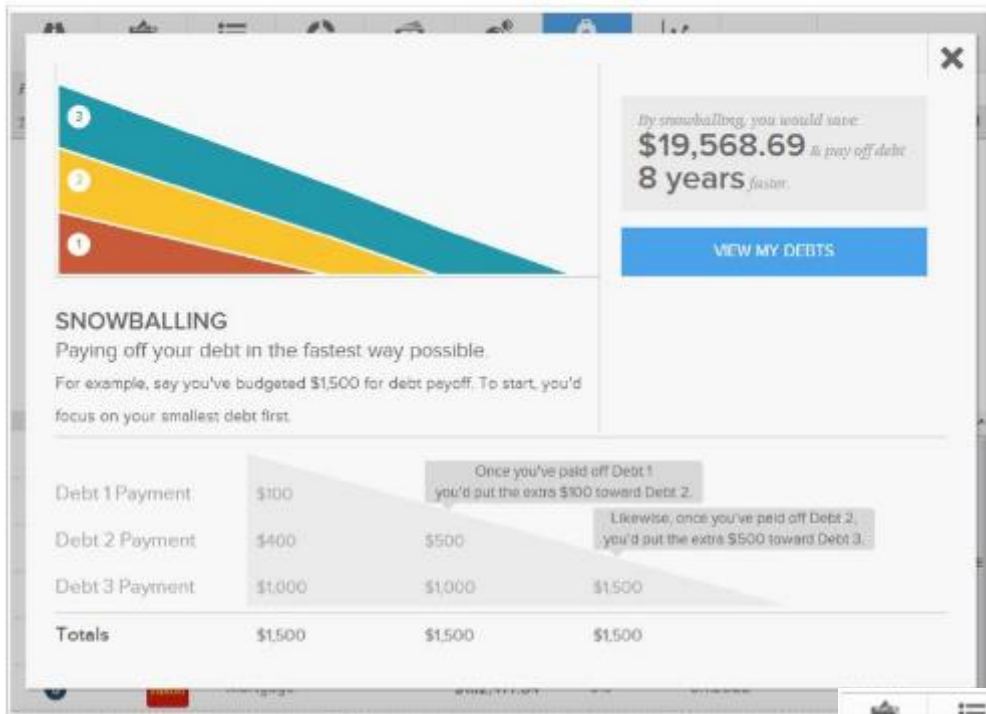 3
2
1
By snowballing, you would save
$19,568.69 & pay off debt
8 years faster.
VIEW MY DEBTS
SNOWBALLING
Paying off your debt in the fastest way possible.
For example, say you've budgeted $1,500 for debt payoff. To start, you'd
focus on your smallest debt first.
Once you've paid off Debt 1
you'd put the extra $100 toward Debt 2.
Debt 1 Payment $100
Likewise, once you've paid off Debt 2,
you'd put the extra $500 toward Debt 3.
Debt 2 Payment $400 $500
Debt 3 Payment $1,000 $1,000 $1,500
Totals $1,500 $1,500 $1,500